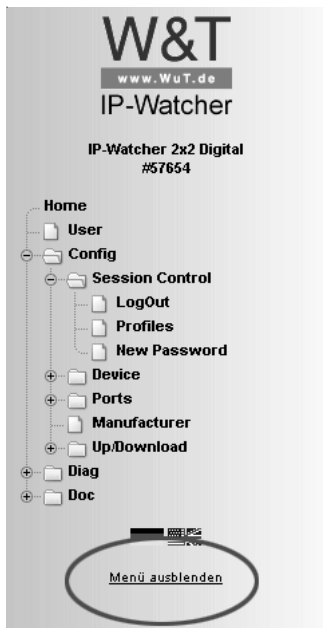 W&T
www.WuT.de
IP-Watcher
IP-Watcher 2x2 Digital
#57654
Home
User
Config
Session Control
LogOut
Profiles
New Password
Device
Ports
Manufacturer
Up/Download
Diag
Doc
Menü ausblenden